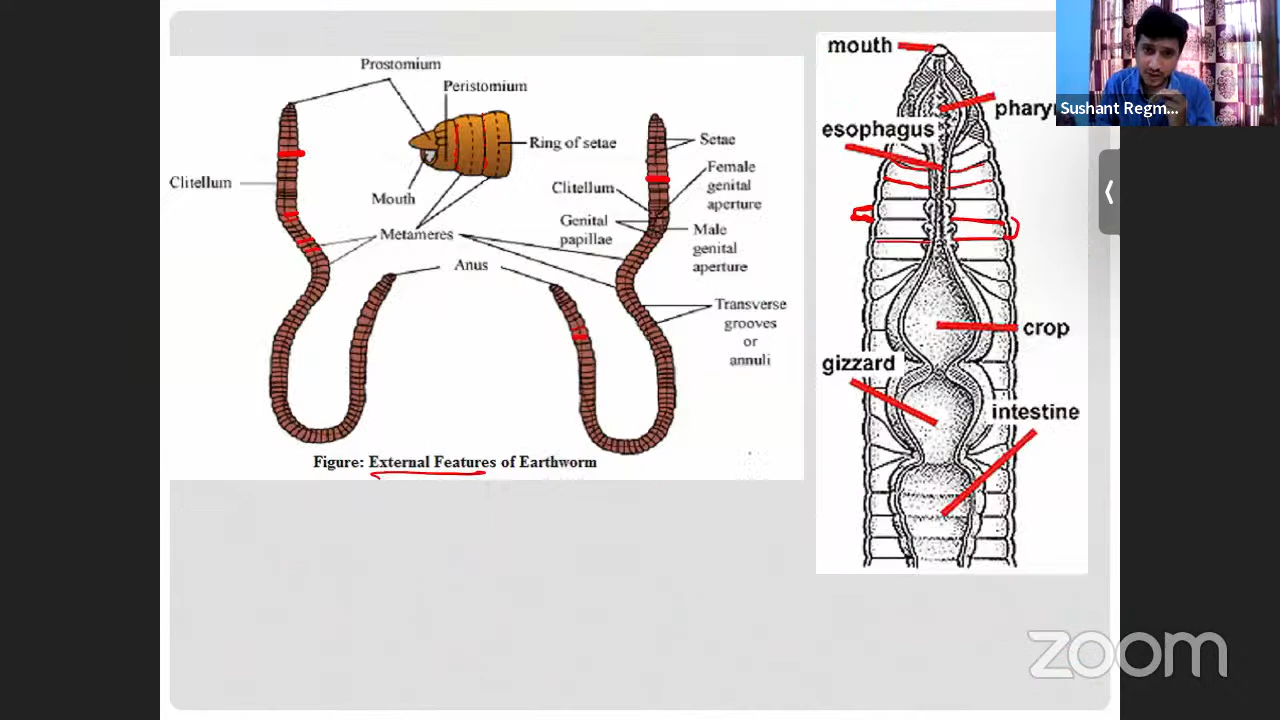 Prostomium
Peristomium
Ring of setae
Mouth
Clitellum
Metameres
Anus
Setae
Female
genital
aperture
Clitellum
Genital
papillae
Male
genital
aperture
Transverse
grooves
or
annuli
Figure: External Features of Earthworm
mouth
esophagus
crop
gizzard
intestine
Sushant Regm...
zoom